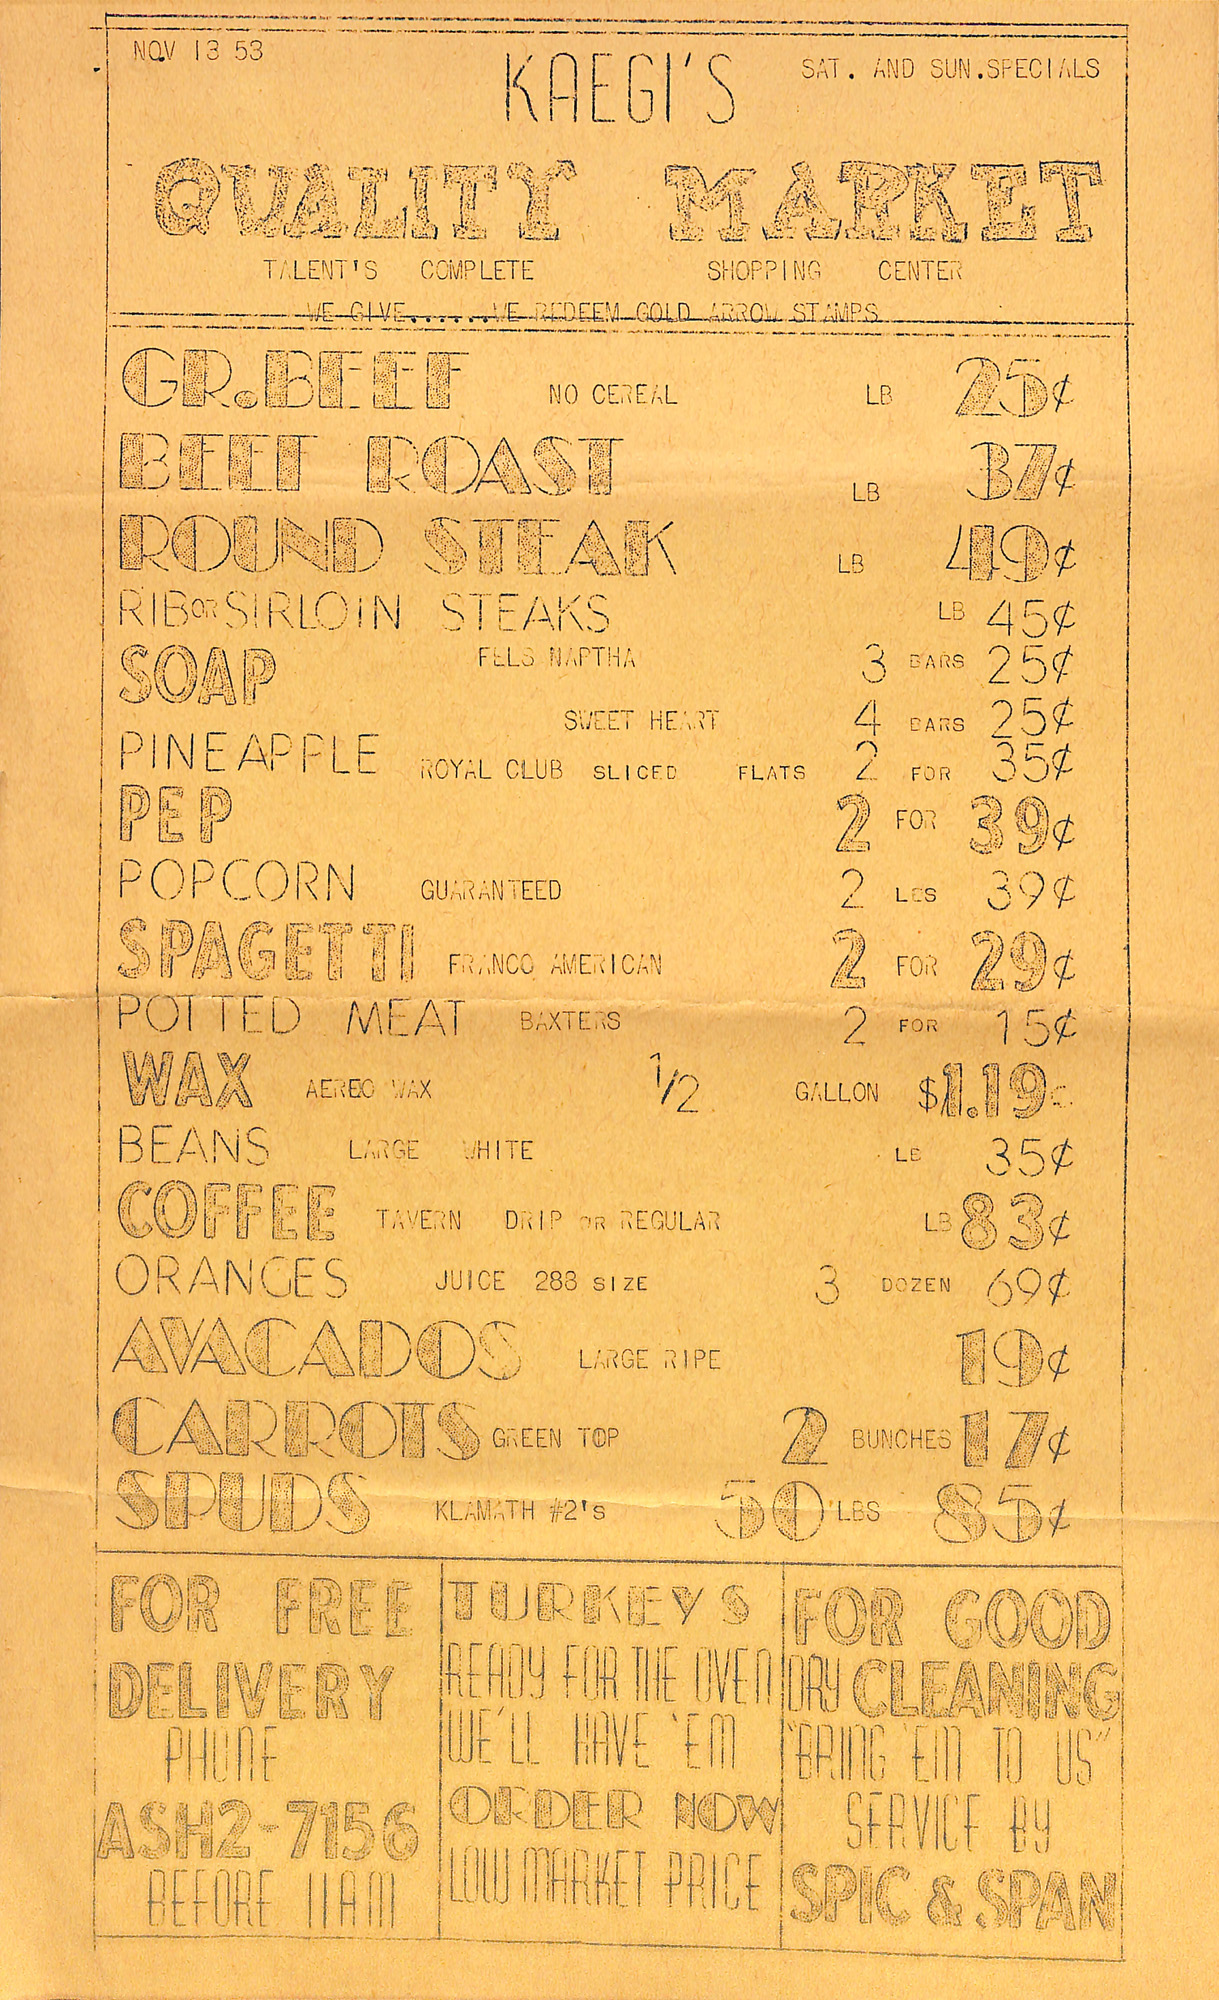 NOV 13 53
KAEGI'S
SAT. AND SUN.SPECIALS
QUALITY MARKET
TALENT'S COMPLETE SHOPPING CENTER
WE GIVE......WE REDEEM GOLD ARROW STAMPS
GR.BEEF NO CEREAL LB 25¢
BEEF ROAST LB 37¢
ROUND STEAK LB 49¢
RIB OR SIRLOIN STEAKS LB 45¢
SOAP FELS NAPTHA 3 BARS 25¢
SWEET HEART 4 BARS 25¢
PINEAPPLE ROYAL CLUB SLICED FLATS 2 FOR 35¢
PEP 2 FOR 39¢
POPCORN GUARANTEED 2 LBS 39¢
SPAGETTI FRANCO AMERICAN 2 FOR 29¢
POTTED MEAT BAXTERS 2 FOR 15¢
WAX AEREO WAX 1/2 GALLON $1.19¢
BEANS LARGE WHITE LB 35¢
COFFEE TAVERN DRIP OR REGULAR LB 83¢
ORANGES JUICE 288 SIZE 3 DOZEN 69¢
AVACADOS LARGE RIPE 19¢
CARROTS GREEN TOP 2 BUNCHES 17¢
SPUDS KLAMATH #2's 50 LBS 85¢
FOR FREE
DELIVERY
PHONE
ASH2-7156
BEFORE 11AM
TURKEYS
READY FOR THE OVEN
WE'LL HAVE 'EM
ORDER NOW
LOW MARKET PRICE
FOR GOOD
DRY CLEANING
"BRING 'EM TO US"
SERVICE BY
SPIC & SPAN